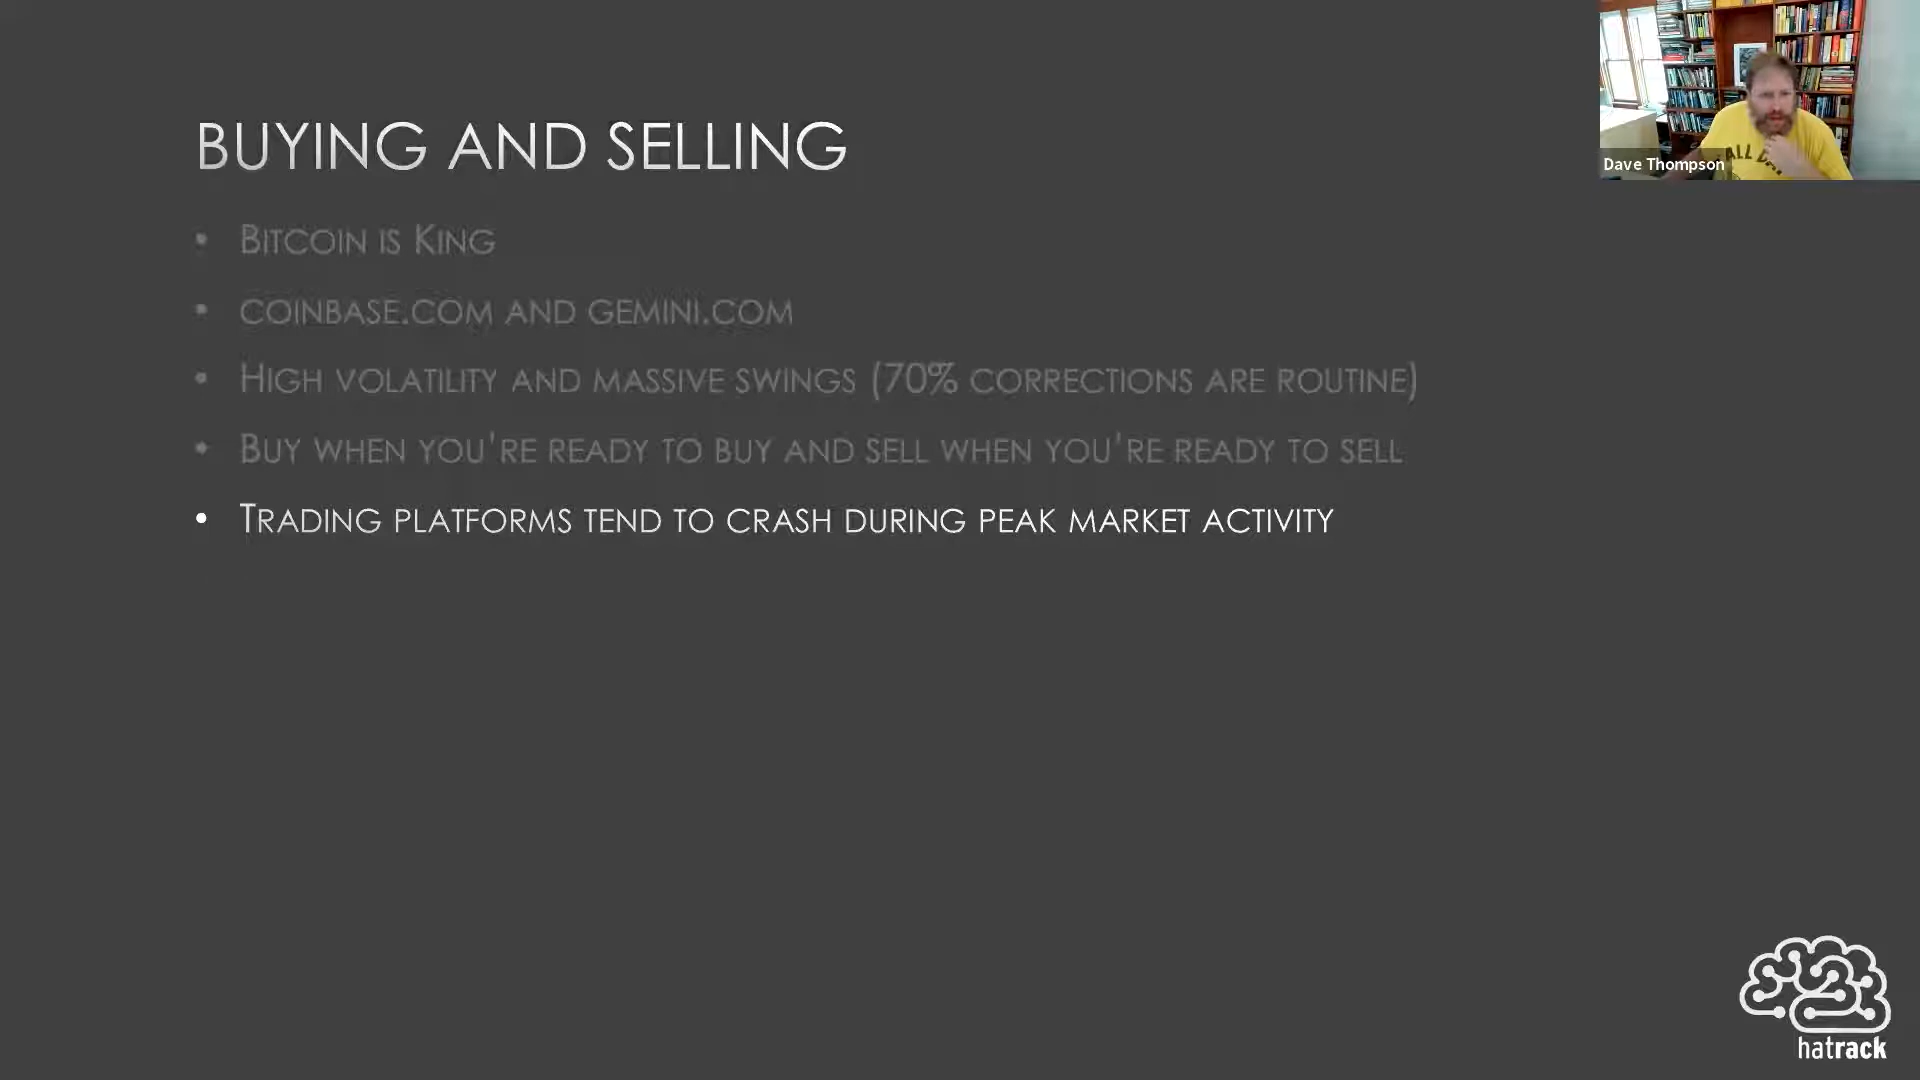 BUYING AND SELLING
• BITCOIN IS KING
• COINBASE.COM AND GEMINI.COM
• HIGH VOLATILITY AND MASSIVE SWINGS (70% CORRECTIONS ARE ROUTINE)
• BUY WHEN YOU'RE READY TO BUY AND SELL WHEN YOU'RE READY TO SELL
• TRADING PLATFORMS TEND TO CRASH DURING PEAK MARKET ACTIVITY
Dave Thompson
ALL
hatrack